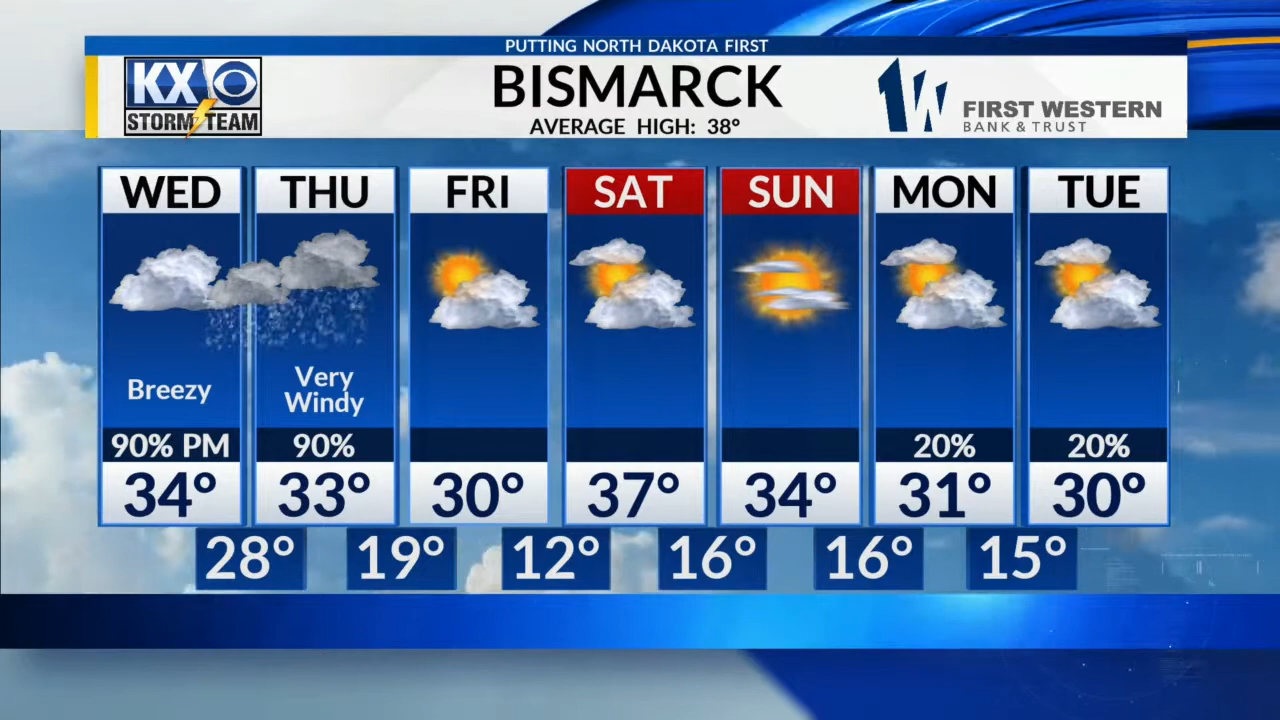 PUTTING NORTH DAKOTA FIRST
KX
STORM TEAM
BISMARCK
AVERAGE HIGH: 38°
1W
FIRST WESTERN
BANK & TRUST
WED THU FRI SAT SUN MON TUE
Breezy
Very
Windy
90% PM 90% 20% 20%
34° 33° 30° 37° 34° 31° 30°
28° 19° 12° 16° 16° 15°